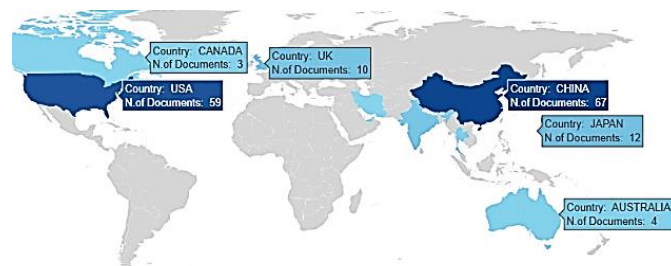 Country: CANADA
N.of Documents: 3
Country: UK
N.of Documents: 10
Country: USA
N.of Documents: 59
Country: CHINA
N.of Documents: 67
Country: JAPAN
N.of Documents: 12
Country: AUSTRALIA
N.of Documents: 4